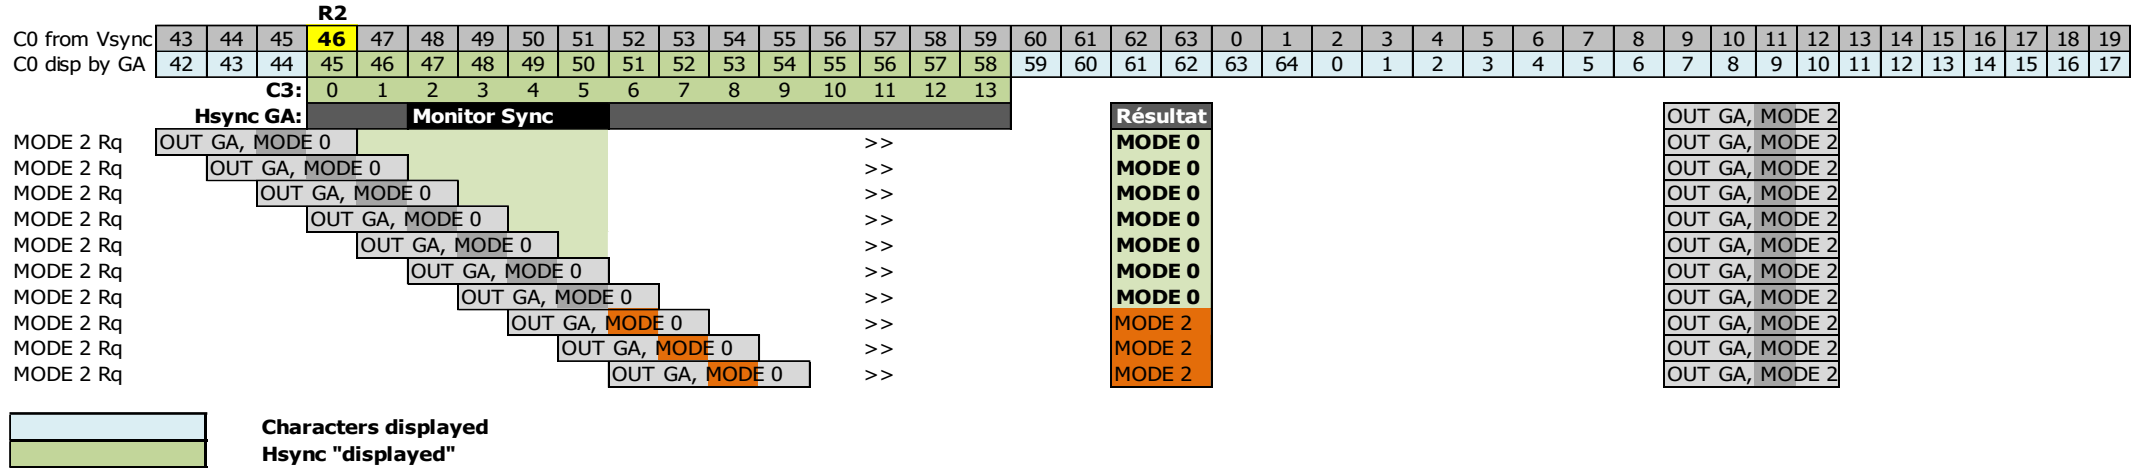 R2
C0 from Vsync 43 44 45 46 47 48 49 50 51 52 53 54 55 56 57 58 59 60 61 62 63 0 1 2 3 4 5 6 7 8 9 10 11 12 13 14 15 16 17 18 19
C0 disp by GA 42 43 44 45 46 47 48 49 50 51 52 53 54 55 56 57 58 59 60 61 62 63 64 0 1 2 3 4 5 6 7 8 9 10 11 12 13 14 15 16 17
C3: 0 1 2 3 4 5 6 7 8 9 10 11 12 13
Hsync GA: Monitor Sync Résultat OUT GA, MODE 2
MODE 2 Rq OUT GA, MODE 0 >> MODE 0 OUT GA, MODE 2
MODE 2 Rq OUT GA, MODE 0 >> MODE 0 OUT GA, MODE 2
MODE 2 Rq OUT GA, MODE 0 >> MODE 0 OUT GA, MODE 2
MODE 2 Rq OUT GA, MODE 0 >> MODE 0 OUT GA, MODE 2
MODE 2 Rq OUT GA, MODE 0 >> MODE 0 OUT GA, MODE 2
MODE 2 Rq OUT GA, MODE 0 >> MODE 0 OUT GA, MODE 2
MODE 2 Rq OUT GA, MODE 0 >> MODE 0 OUT GA, MODE 2
MODE 2 Rq OUT GA, MODE 0 >> MODE 2 OUT GA, MODE 2
MODE 2 Rq OUT GA, MODE 0 >> MODE 2 OUT GA, MODE 2
MODE 2 Rq OUT GA, MODE 0 >> MODE 2 OUT GA, MODE 2
Characters displayed
Hsync "displayed"